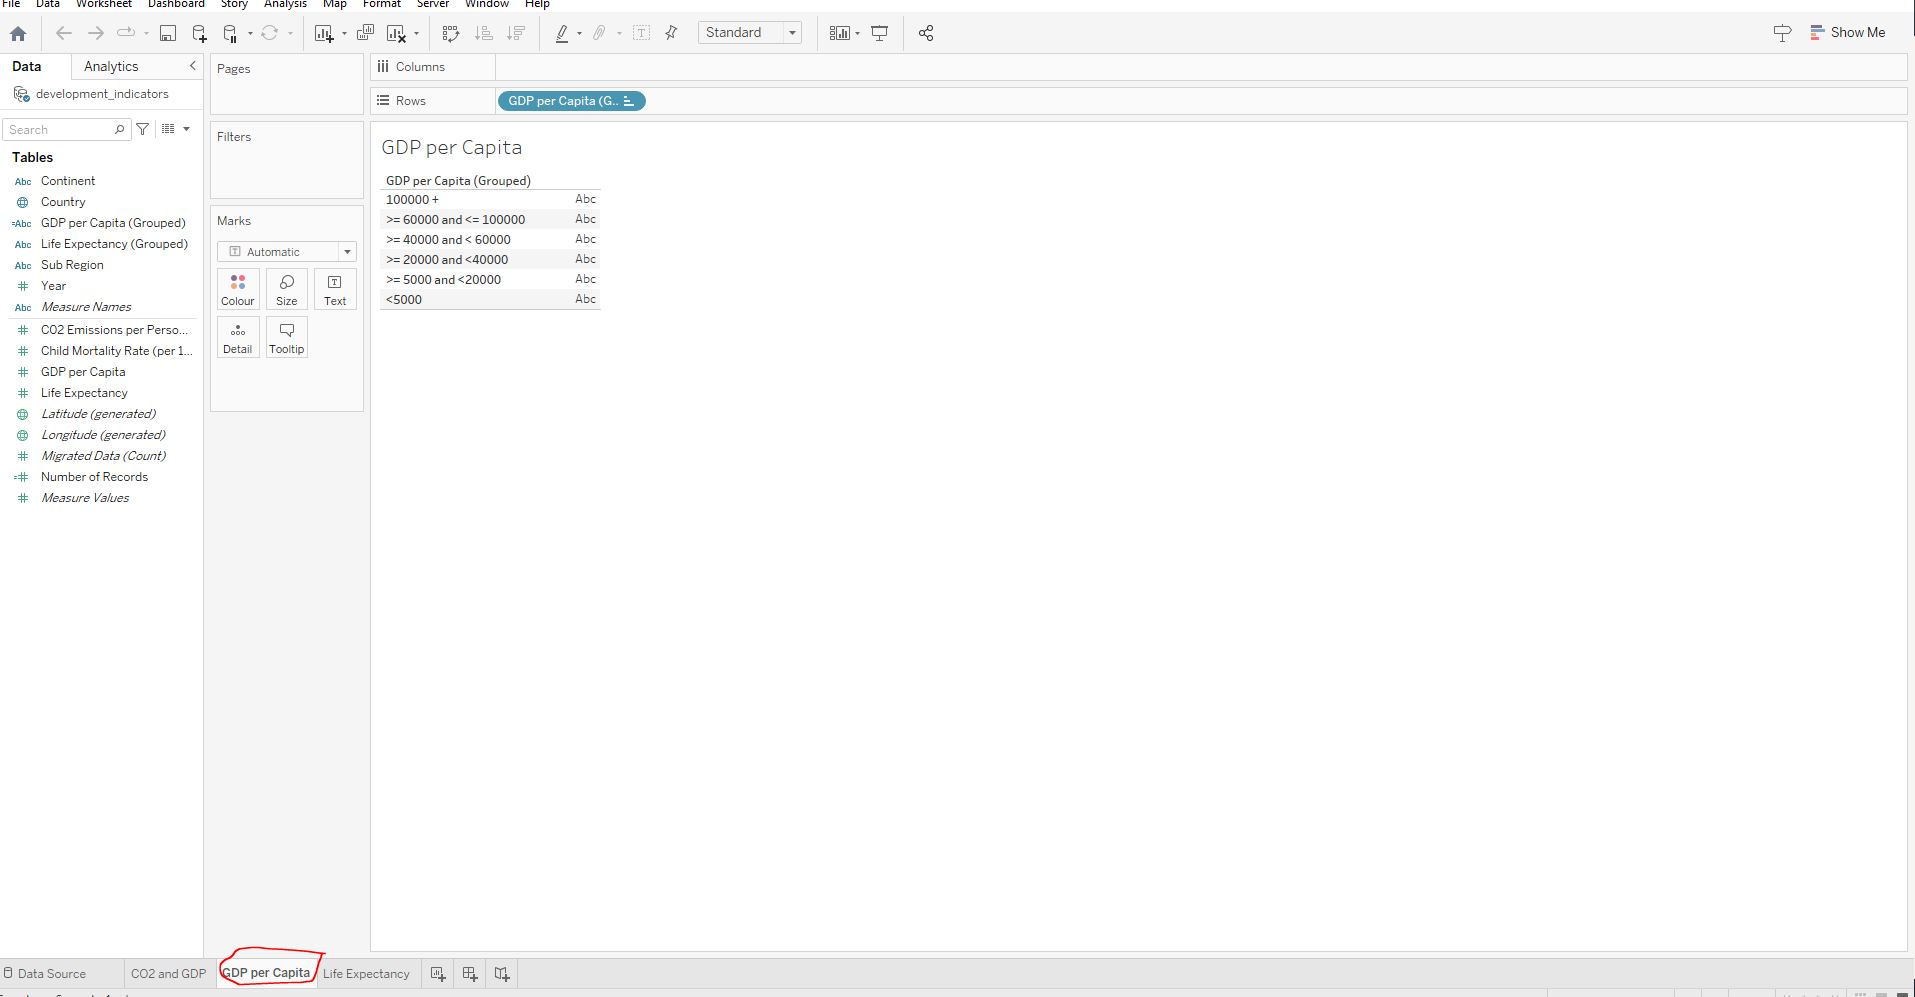 File Data Worksheet Dashboard Story Analysis Map Format Server Window Help
Standard
Show Me
Data Analytics
development_indicators
Search
Tables
Abc Continent
Country
=Abc GDP per Capita (Grouped)
Abc Life Expectancy (Grouped)
Abc Sub Region
# Year
Abc Measure Names
# CO2 Emissions per Perso...
# Child Mortality Rate (per 1...
# GDP per Capita
# Life Expectancy
Latitude (generated)
Longitude (generated)
# Migrated Data (Count)
=# Number of Records
# Measure Values
Pages
Filters
Marks
Automatic
Colour Size Text
Detail Tooltip
Columns
Rows GDP per Capita (G..
GDP per Capita
GDP per Capita (Grouped)
100000 + Abc
>= 60000 and <= 100000 Abc
>= 40000 and < 60000 Abc
>= 20000 and <40000 Abc
>= 5000 and <20000 Abc
<5000 Abc
Data Source CO2 and GDP GDP per Capita Life Expectancy